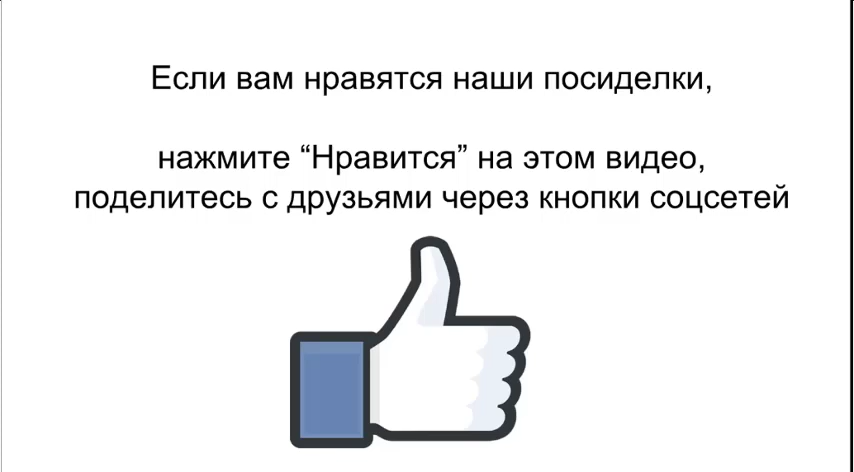 Если вам нравятся наши посиделки,
нажмите “Нравится” на этом видео,
поделитесь с друзьями через кнопки соцсетей